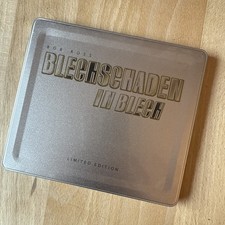 BOB ROSS
BLECHSCHADEN
IN BLECH
LIMITED EDITION